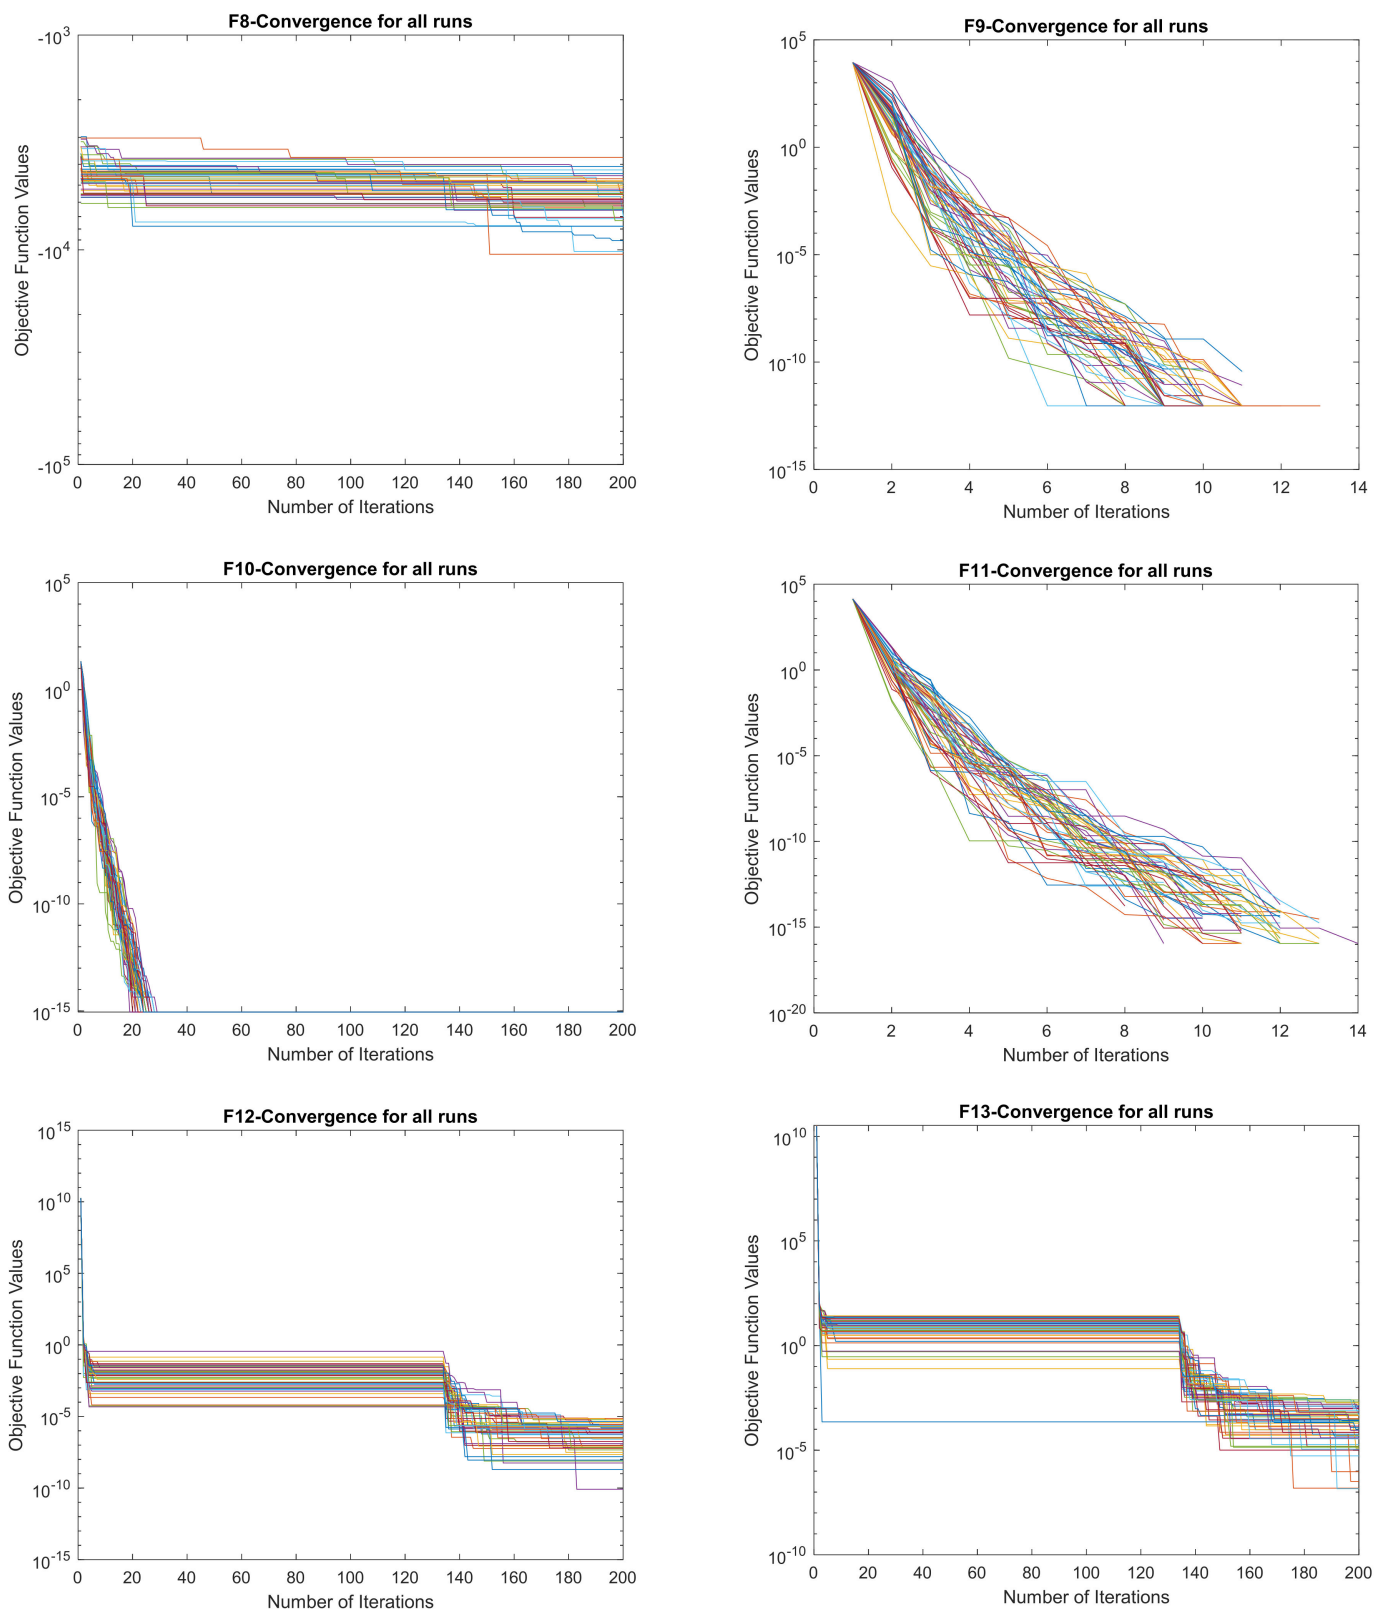 F8-Convergence for all runs
-10^3
-10^4
-10^5
Objective Function Values
0 20 40 60 80 100 120 140 160 180 200
Number of Iterations
F9-Convergence for all runs
10^5
10^0
10^-5
10^-10
10^-15
Objective Function Values
0 2 4 6 8 10 12 14
Number of Iterations
F10-Convergence for all runs
10^5
10^0
10^-5
10^-10
10^-15
Objective Function Values
0 20 40 60 80 100 120 140 160 180 200
Number of Iterations
F11-Convergence for all runs
10^5
10^0
10^-5
10^-10
10^-15
10^-20
Objective Function Values
0 2 4 6 8 10 12 14
Number of Iterations
F12-Convergence for all runs
10^15
10^10
10^5
10^0
10^-5
10^-10
10^-15
Objective Function Values
0 20 40 60 80 100 120 140 160 180 200
Number of Iterations
F13-Convergence for all runs
10^10
10^5
10^0
10^-5
10^-10
Objective Function Values
0 20 40 60 80 100 120 140 160 180 200
Number of Iterations